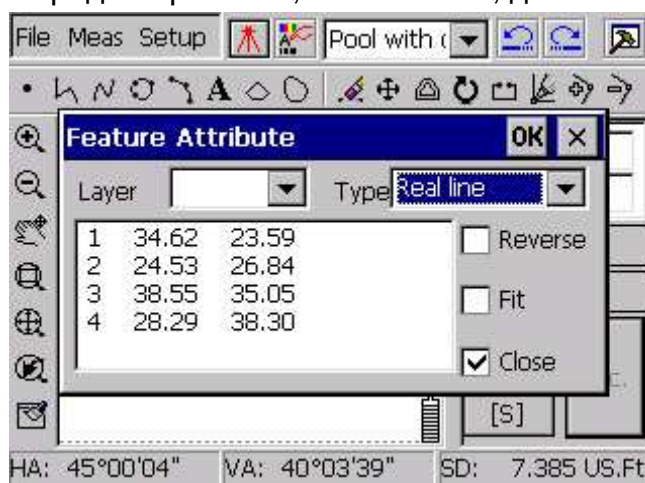 File Meas Setup Pool with
A
Feature Attribute OK
Layer Type Real line
1 34.62 23.59 Reverse
2 24.53 26.84
3 38.55 35.05 Fit
4 28.29 38.30
Close
[S]
HA: 45°00'04" VA: 40°03'39" SD: 7.385 US.Ft